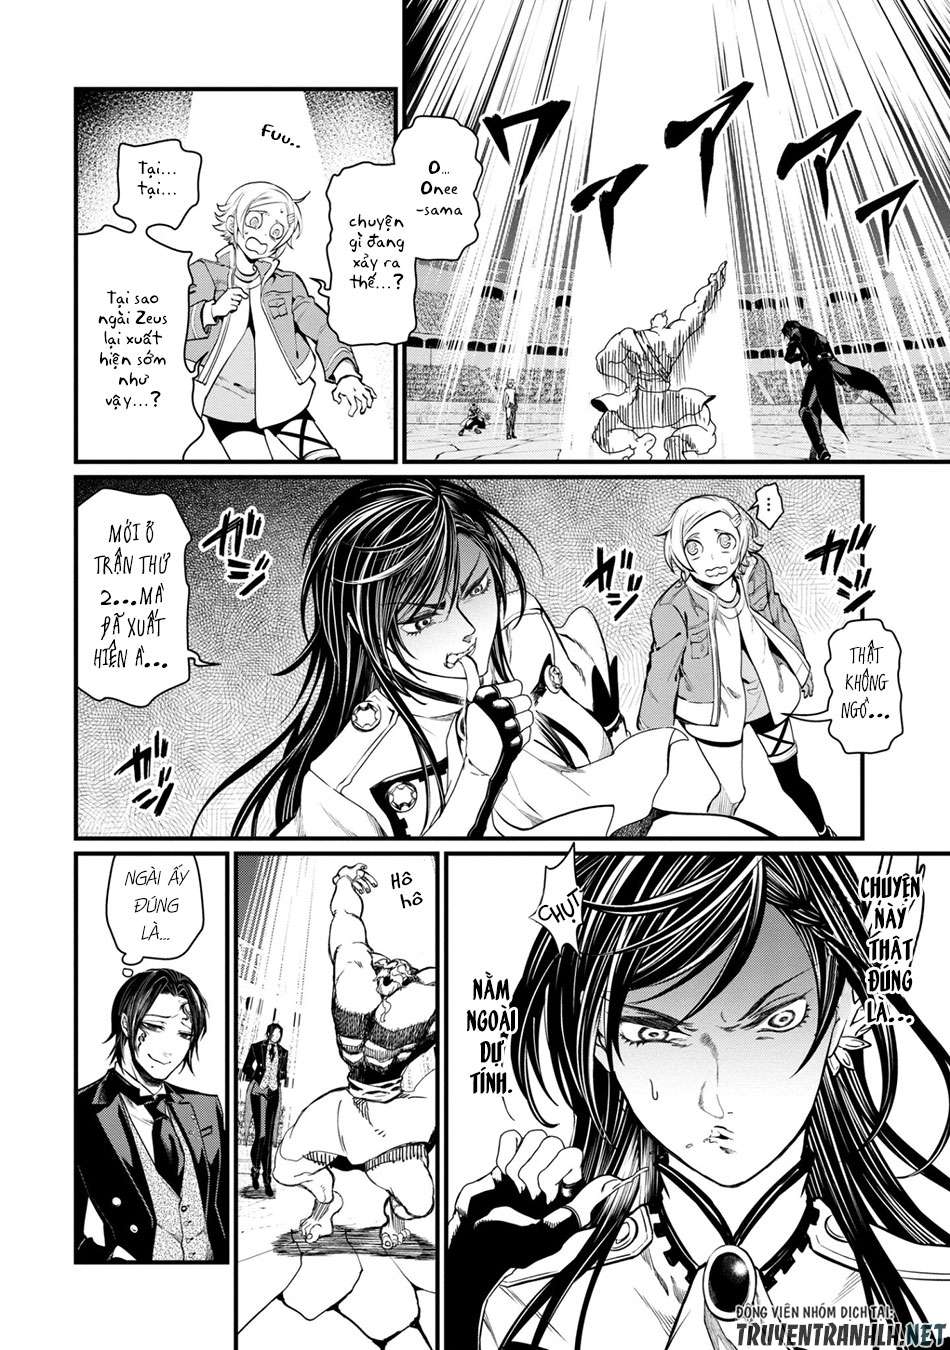 ワアアアア
O...
Onee
-sama
chuyện
gì đang
xảy ra
thế...?
Fuu..
Tại...
tại...
Tại sao
ngài Zeus
lại xuất
hiện sớm
như
vậy...?
...
THẬT
KHÔNG
NGỜ...
MỚI Ở
TRẬN THỨ
2...MÀ
ĐÃ XUẤT
HIỆN À...
ガジ
ガジ
ガジ
ガジ
CHUYỆN
NÀY
THẬT
ĐÚNG
LÀ...
CHỤT
NẰM
NGOÀI
DỰ
TÍNH.
Hô
hô
NGÀI ẤY
ĐÚNG
LÀ...
ĐỘNG VIÊN NHÓM DỊCH TẠI:
TRUYENTRANHLH.NET